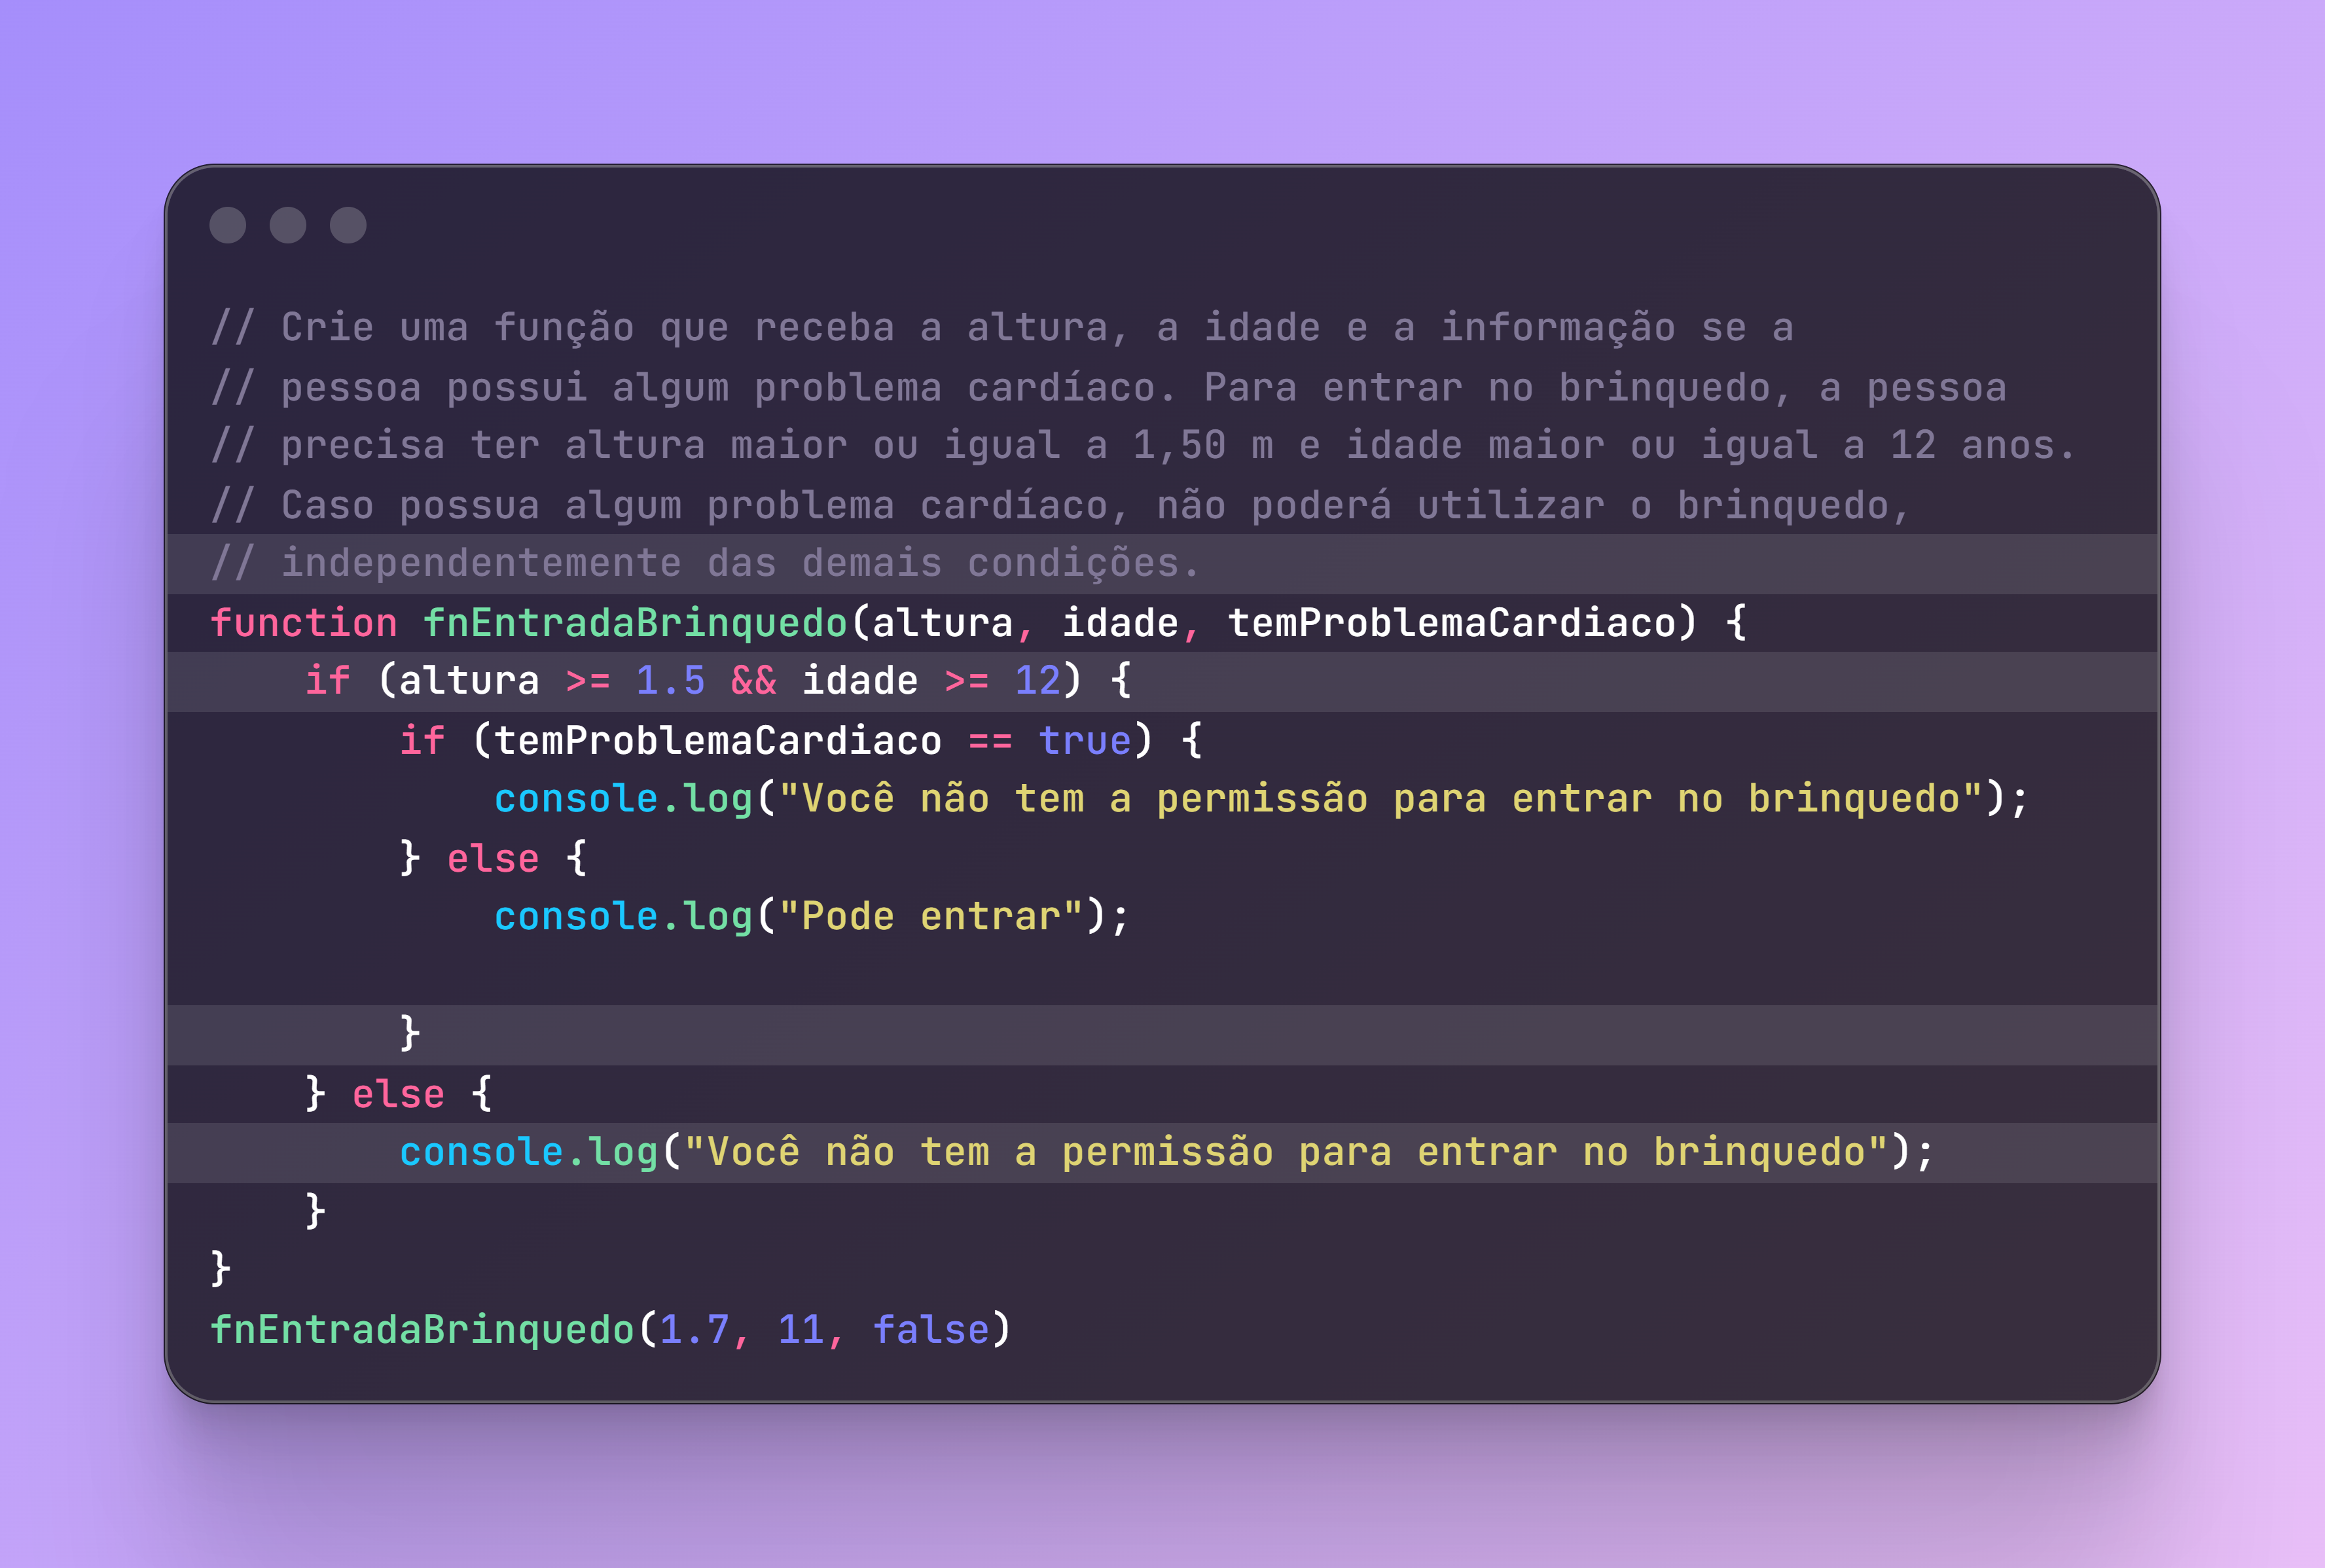 // Crie uma função que receba a altura, a idade e a informação se a
// pessoa possui algum problema cardíaco. Para entrar no brinquedo, a pessoa
// precisa ter altura maior ou igual a 1,50 m e idade maior ou igual a 12 anos.
// Caso possua algum problema cardíaco, não poderá utilizar o brinquedo,
// independentemente das demais condições.
function fnEntradaBrinquedo(altura, idade, temProblemaCardiaco) {
    if (altura >= 1.5 && idade >= 12) {
        if (temProblemaCardiaco == true) {
            console.log("Você não tem a permissão para entrar no brinquedo");
        } else {
            console.log("Pode entrar");
        }
    } else {
        console.log("Você não tem a permissão para entrar no brinquedo");
    }
}
fnEntradaBrinquedo(1.7, 11, false)